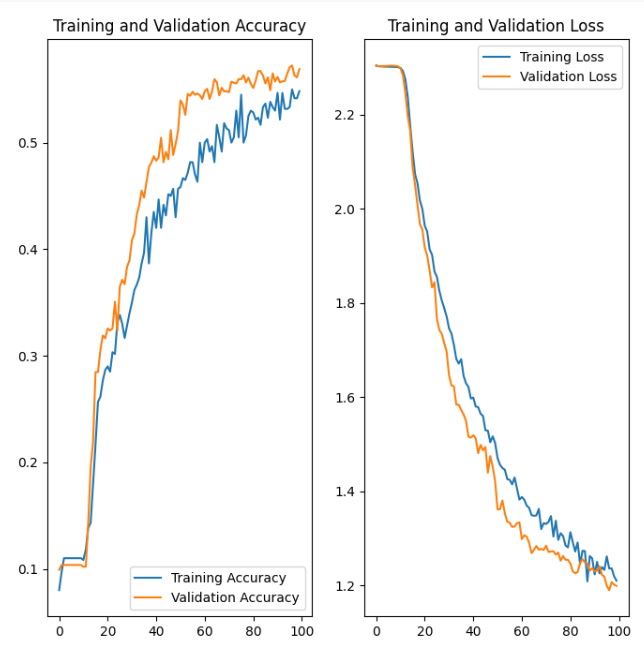 Training and Validation Accuracy
0.5
0.4
0.3
0.2
0.1
0 20 40 60 80 100
Training Accuracy
Validation Accuracy
Training and Validation Loss
Training Loss
Validation Loss
2.2
2.0
1.8
1.6
1.4
1.2
0 20 40 60 80 100